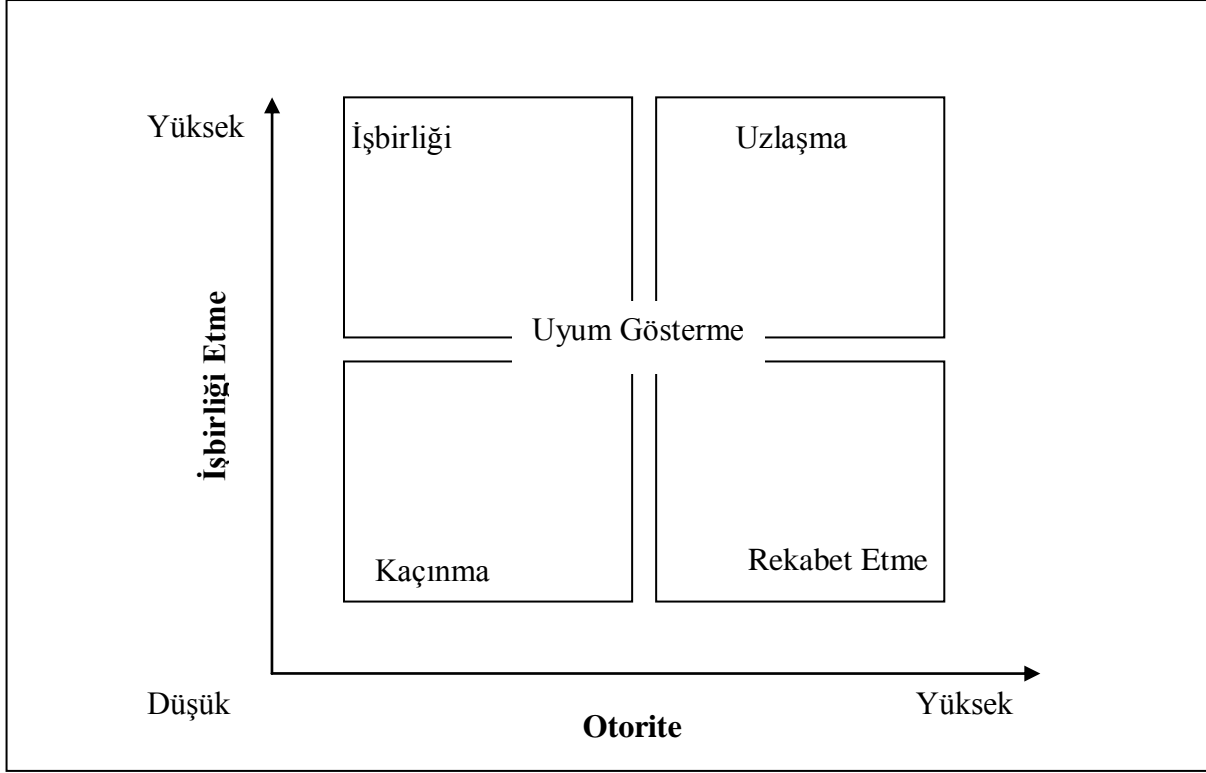 Yüksek
İşbirliği
Uzlaşma
İşbirliği Etme
Uyum Gösterme
Kaçınma
Rekabet Etme
Düşük
Yüksek
Otorite